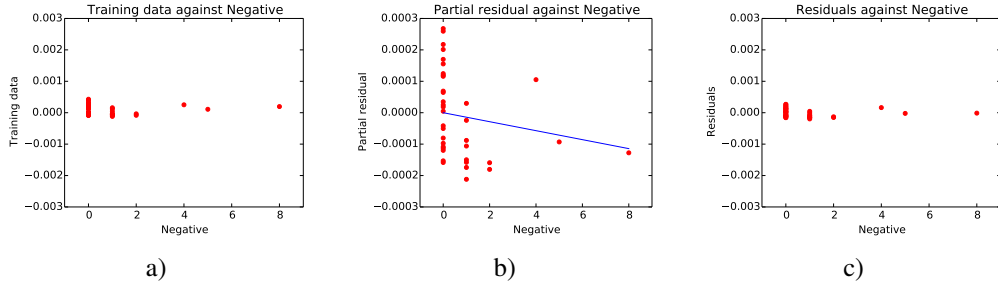 Training data against Negative
0.003
0.002
0.001
0.000
−0.001
−0.002
−0.003
Training data
0 2 4 6 8
Negative
a)
Partial residual against Negative
0.0003
0.0002
0.0001
0.0000
−0.0001
−0.0002
−0.0003
Partial residual
0 2 4 6 8
Negative
b)
Residuals against Negative
0.003
0.002
0.001
0.000
−0.001
−0.002
−0.003
Residuals
0 2 4 6 8
Negative
c)